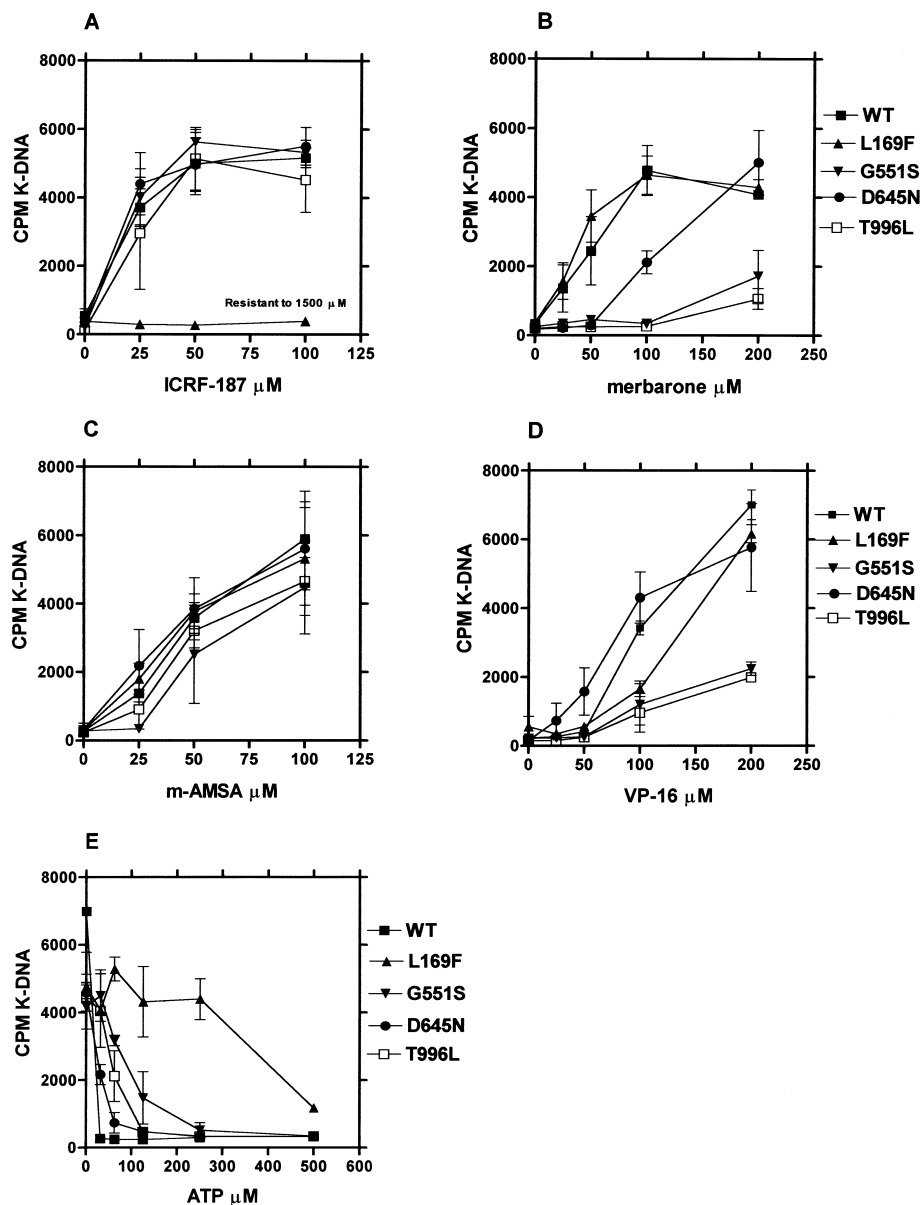 A
8000
6000
4000
2000
0
CPM K-DNA
Resistant to 1500 μM
0 25 50 75 100 125
ICRF-187 μM
B
8000
6000
4000
2000
0
CPM K-DNA
0 50 100 150 200 250
merbarone μM
WT
L169F
G551S
D645N
T996L
C
8000
6000
4000
2000
0
CPM K-DNA
0 25 50 75 100 125
m-AMSA μM
D
8000
6000
4000
2000
0
CPM K-DNA
0 50 100 150 200 250
VP-16 μM
WT
L169F
G551S
D645N
T996L
E
8000
6000
4000
2000
0
CPM K-DNA
0 100 200 300 400 500 600
ATP μM
WT
L169F
G551S
D645N
T996L